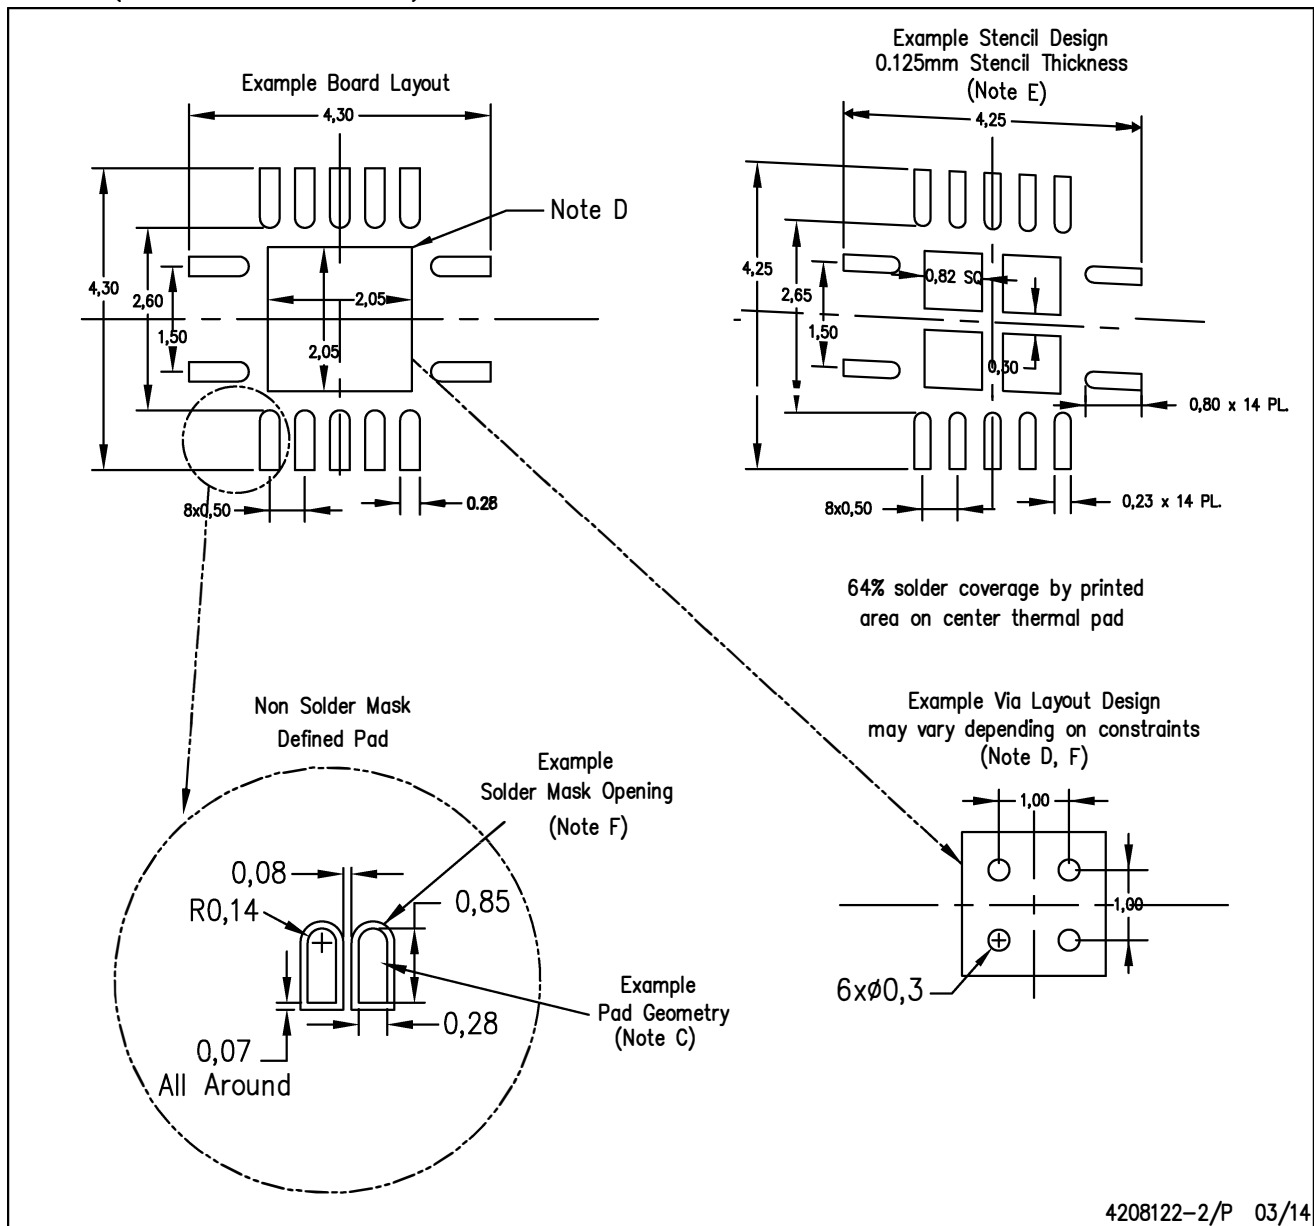 Example Board Layout
4,30
Note D
4,30
2,60
1,50
2,05
2,05
8x0,50
0.28
Example Stencil Design
0.125mm Stencil Thickness
(Note E)
4,25
4,25
2,65
1,50
0,82 SQ
0,30
0,80 x 14 PL.
8x0,50
0,23 x 14 PL.
64% solder coverage by printed
area on center thermal pad
Non Solder Mask
Defined Pad
Example
Solder Mask Opening
(Note F)
0,08
R0,14
0,85
Example
Pad Geometry
(Note C)
0,28
0,07
All Around
Example Via Layout Design
may vary depending on constraints
(Note D, F)
1,00
1,00
6xø0,3
4208122-2/P 03/14